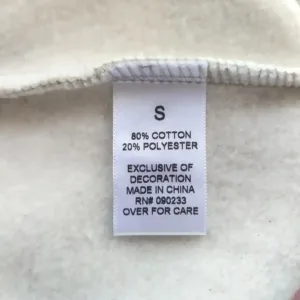 S
80% COTTON
20% POLYESTER
EXCLUSIVE OF
DECORATION
MADE IN CHINA
RN# 090233
OVER FOR CARE